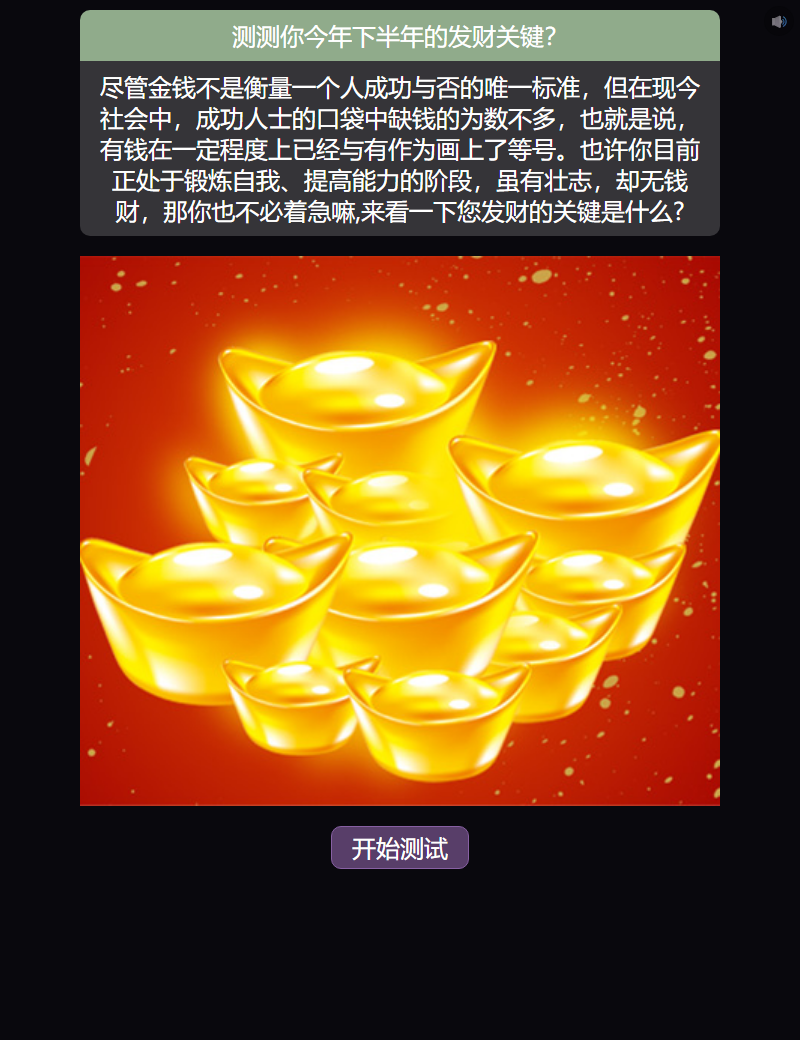 测测你今年下半年的发财关键？
尽管金钱不是衡量一个人成功与否的唯一标准，但在现今
社会中，成功人士的口袋中缺钱的为数不多，也就是说，
有钱在一定程度上已经与有作为画上了等号。也许你目前
正处于锻炼自我、提高能力的阶段，虽有壮志，却无钱
财，那你也不必着急嘛,来看一下您发财的关键是什么?
开始测试